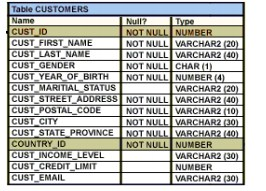 Table CUSTOMERS
Name Null? Type
CUST_ID NOT NULL NUMBER
CUST_FIRST_NAME NOT NULL VARCHAR2 (20)
CUST_LAST_NAME NOT NULL VARCHAR2 (40)
CUST_GENDER NOT NULL CHAR (1)
CUST_YEAR_OF_BIRTH NOT NULL NUMBER (4)
CUST_MARITIAL_STATUS VARCHAR2 (20)
CUST_STREET_ADDRESS NOT NULL VARCHAR2 (40)
CUST_POSTAL_CODE NOT NULL VARCHAR2 (10)
CUST_CITY NOT NULL VARCHAR2 (30)
CUST_STATE_PROVINCE NOT NULL VARCHAR2 (40)
COUNTRY_ID NOT NULL NUMBER
CUST_INCOME_LEVEL VARCHAR2 (30)
CUST_CREDIT_LIMIT NUMBER
CUST_EMAIL VARCHAR2 (30)